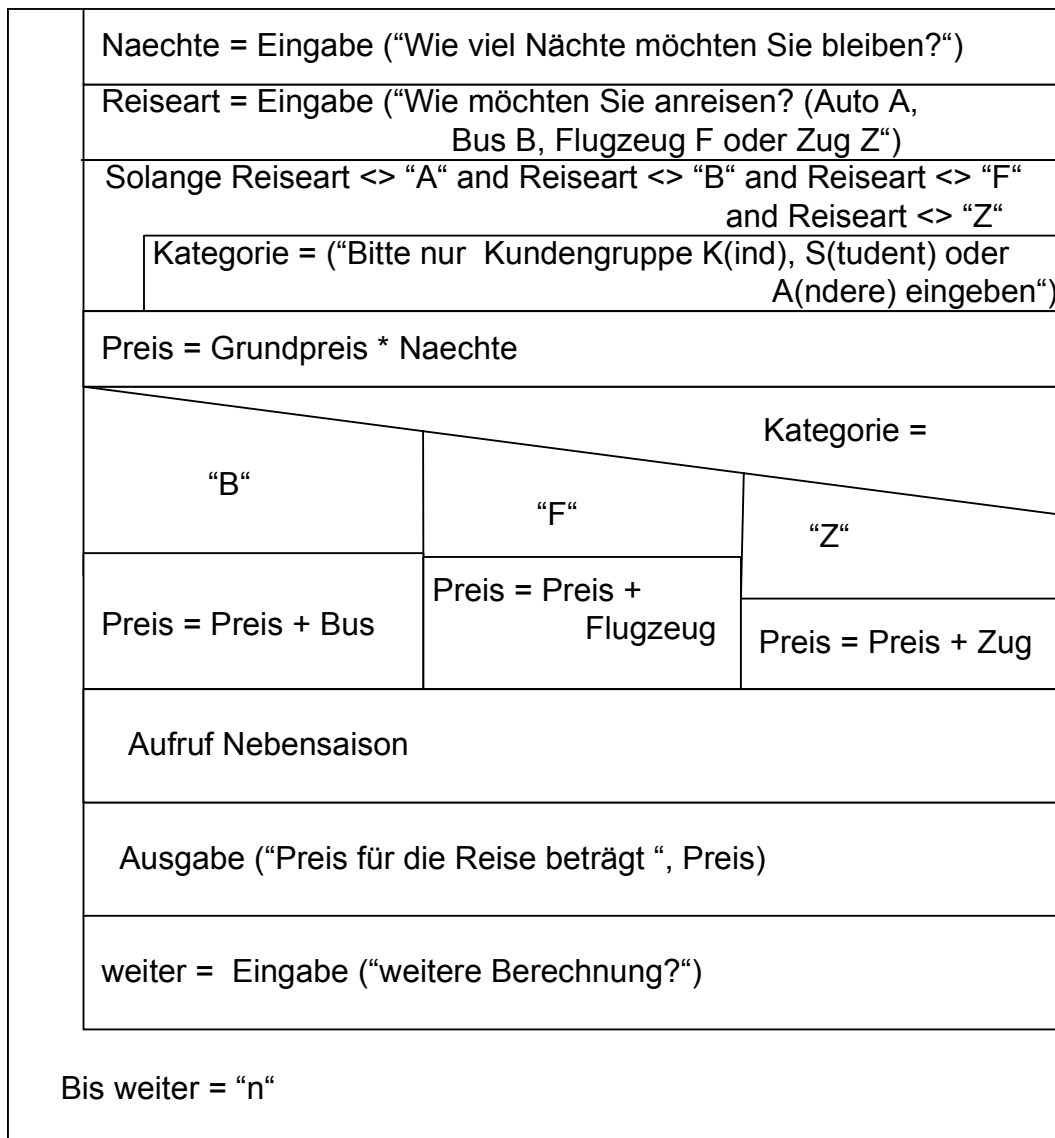 Naechte = Eingabe (“Wie viel Nächte möchten Sie bleiben?“)
Reiseart = Eingabe (“Wie möchten Sie anreisen? (Auto A,
Bus B, Flugzeug F oder Zug Z“)
Solange Reiseart <> “A“ and Reiseart <> “B“ and Reiseart <> “F“
and Reiseart <> “Z“
Kategorie = (“Bitte nur  Kundengruppe K(ind), S(tudent) oder
A(ndere) eingeben“)
Preis = Grundpreis * Naechte
Kategorie =
“B“
“F“
“Z“
Preis = Preis + Bus
Preis = Preis +
Flugzeug
Preis = Preis + Zug
Aufruf Nebensaison
Ausgabe (“Preis für die Reise beträgt “, Preis)
weiter =  Eingabe (“weitere Berechnung?“)
Bis weiter = “n“